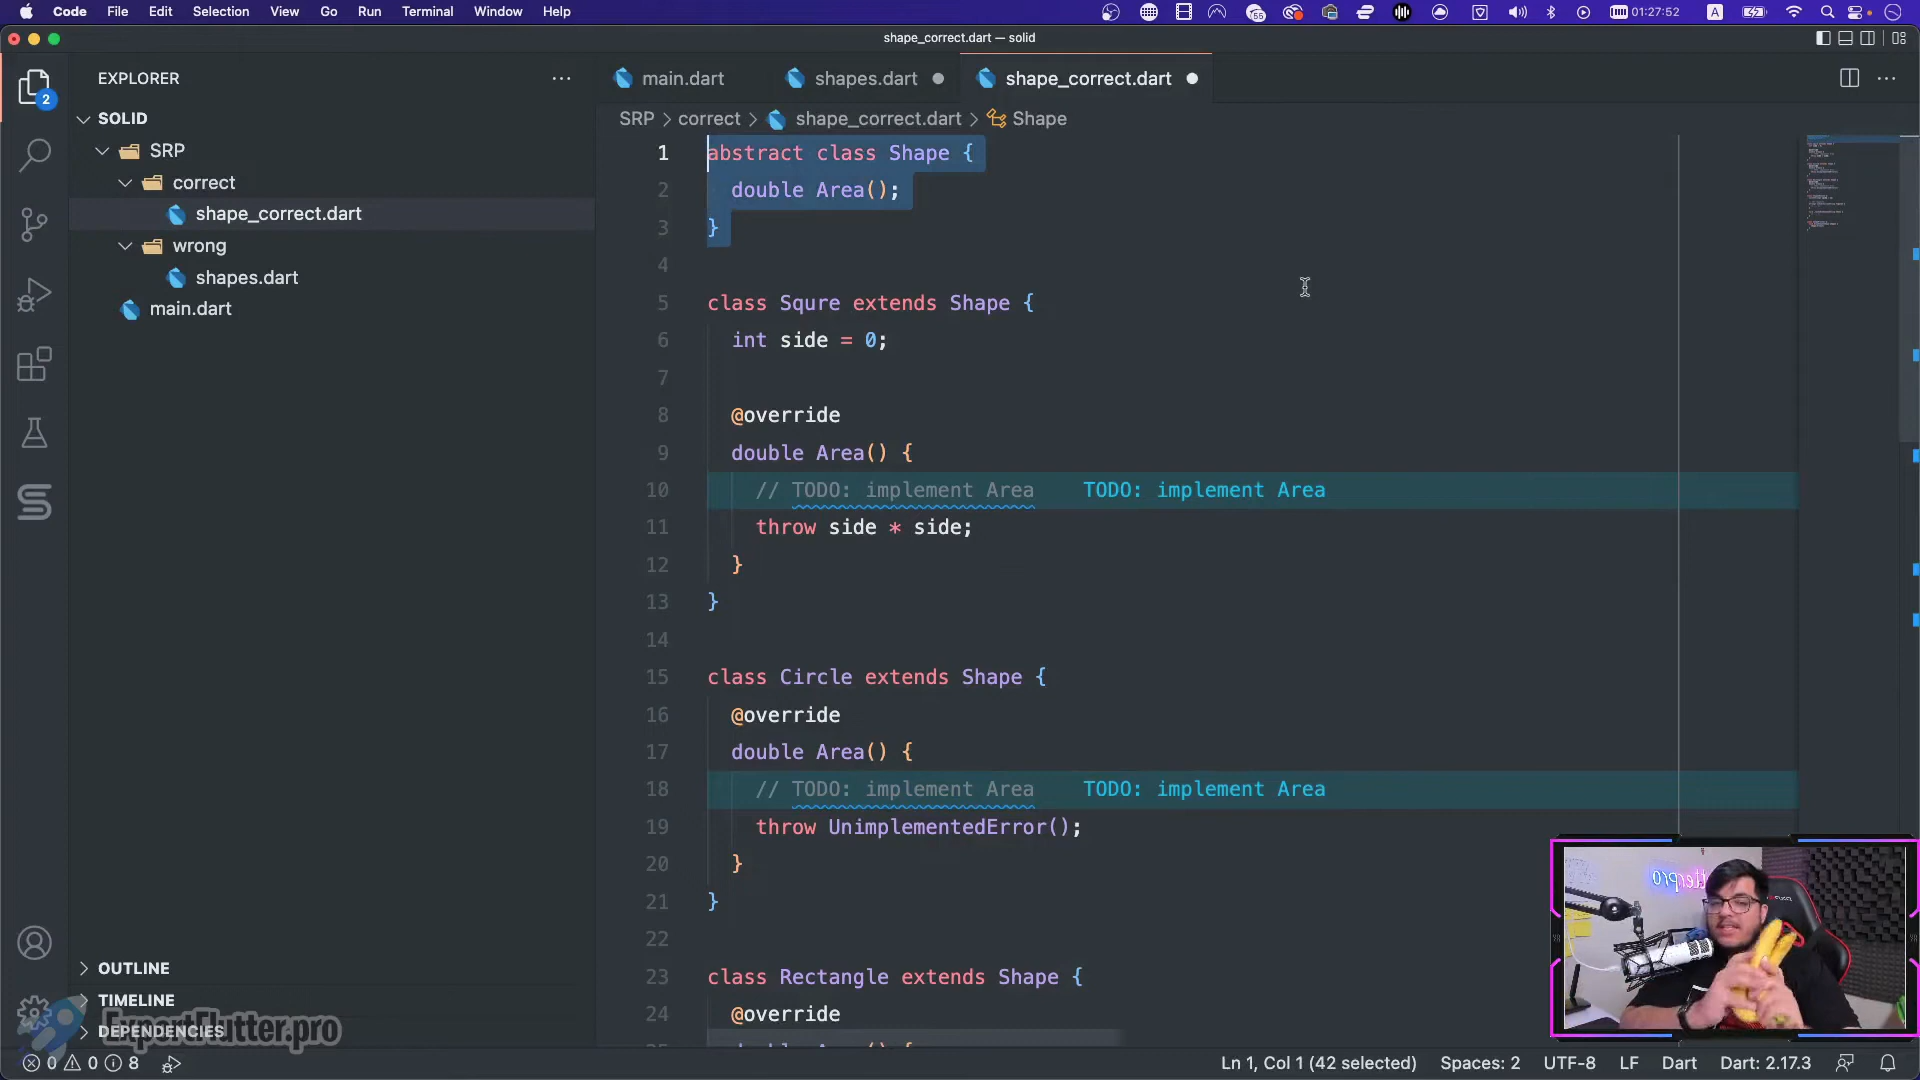 Code File Edit Selection View Go Run Terminal Window Help
55
01:27:52
A
shape_correct.dart — solid
2
EXPLORER
SOLID
SRP
correct
shape_correct.dart
wrong
shapes.dart
main.dart
OUTLINE
TIMELINE
DEPENDENCIES
ExpertFlutter.pro
main.dart shapes.dart shape_correct.dart
SRP > correct > shape_correct.dart > Shape
1 abstract class Shape {
2 double Area();
3 }
4
5 class Squre extends Shape {
6 int side = 0;
7
8 @override
9 double Area() {
10 // TODO: implement Area TODO: implement Area
11 throw side * side;
12 }
13 }
14
15 class Circle extends Shape {
16 @override
17 double Area() {
18 // TODO: implement Area TODO: implement Area
19 throw UnimplementedError();
20 }
21 }
22
23 class Rectangle extends Shape {
24 @override
0 0 8
Ln 1, Col 1 (42 selected) Spaces: 2 UTF-8 LF Dart Dart: 2.17.3